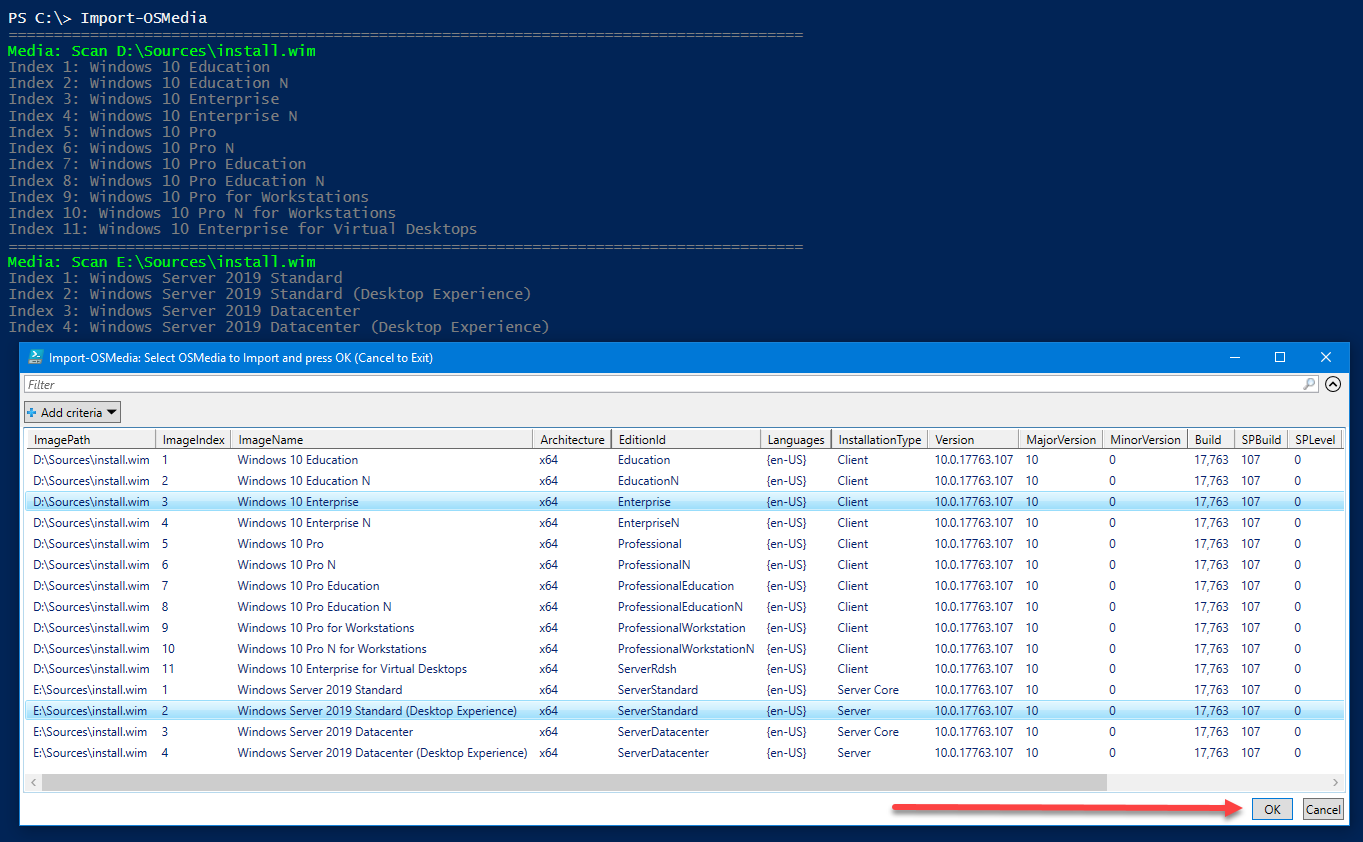 PS C:\> Import-OSMedia
========================================================================================
Media: Scan D:\Sources\install.wim
Index 1: Windows 10 Education
Index 2: Windows 10 Education N
Index 3: Windows 10 Enterprise
Index 4: Windows 10 Enterprise N
Index 5: Windows 10 Pro
Index 6: Windows 10 Pro N
Index 7: Windows 10 Pro Education
Index 8: Windows 10 Pro Education N
Index 9: Windows 10 Pro for Workstations
Index 10: Windows 10 Pro N for Workstations
Index 11: Windows 10 Enterprise for Virtual Desktops
========================================================================================
Media: Scan E:\Sources\install.wim
Index 1: Windows Server 2019 Standard
Index 2: Windows Server 2019 Standard (Desktop Experience)
Index 3: Windows Server 2019 Datacenter
Index 4: Windows Server 2019 Datacenter (Desktop Experience)
Import-OSMedia: Select OSMedia to Import and press OK (Cancel to Exit)
Filter
Add criteria
ImagePath ImageIndex ImageName Architecture EditionId Languages InstallationType Version MajorVersion MinorVersion Build SPBuild SPLevel
D:\Sources\install.wim 1 Windows 10 Education x64 Education {en-US} Client 10.0.17763.107 10 0 17,763 107 0
D:\Sources\install.wim 2 Windows 10 Education N x64 EducationN {en-US} Client 10.0.17763.107 10 0 17,763 107 0
D:\Sources\install.wim 3 Windows 10 Enterprise x64 Enterprise {en-US} Client 10.0.17763.107 10 0 17,763 107 0
D:\Sources\install.wim 4 Windows 10 Enterprise N x64 EnterpriseN {en-US} Client 10.0.17763.107 10 0 17,763 107 0
D:\Sources\install.wim 5 Windows 10 Pro x64 Professional {en-US} Client 10.0.17763.107 10 0 17,763 107 0
D:\Sources\install.wim 6 Windows 10 Pro N x64 ProfessionalN {en-US} Client 10.0.17763.107 10 0 17,763 107 0
D:\Sources\install.wim 7 Windows 10 Pro Education x64 ProfessionalEducation {en-US} Client 10.0.17763.107 10 0 17,763 107 0
D:\Sources\install.wim 8 Windows 10 Pro Education N x64 ProfessionalEducationN {en-US} Client 10.0.17763.107 10 0 17,763 107 0
D:\Sources\install.wim 9 Windows 10 Pro for Workstations x64 ProfessionalWorkstation {en-US} Client 10.0.17763.107 10 0 17,763 107 0
D:\Sources\install.wim 10 Windows 10 Pro N for Workstations x64 ProfessionalWorkstationN {en-US} Client 10.0.17763.107 10 0 17,763 107 0
D:\Sources\install.wim 11 Windows 10 Enterprise for Virtual Desktops x64 ServerRdsh {en-US} Client 10.0.17763.107 10 0 17,763 107 0
E:\Sources\install.wim 1 Windows Server 2019 Standard x64 ServerStandard {en-US} Server Core 10.0.17763.107 10 0 17,763 107 0
E:\Sources\install.wim 2 Windows Server 2019 Standard (Desktop Experience) x64 ServerStandard {en-US} Server 10.0.17763.107 10 0 17,763 107 0
E:\Sources\install.wim 3 Windows Server 2019 Datacenter x64 ServerDatacenter {en-US} Server Core 10.0.17763.107 10 0 17,763 107 0
E:\Sources\install.wim 4 Windows Server 2019 Datacenter (Desktop Experience) x64 ServerDatacenter {en-US} Server 10.0.17763.107 10 0 17,763 107 0
OK Cancel